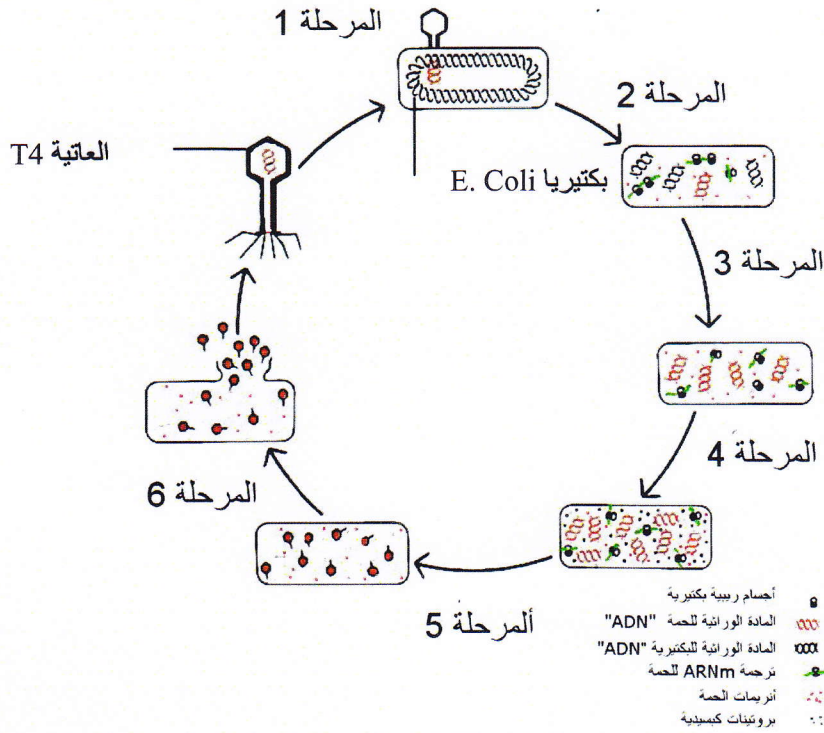 المرحلة 1
المرحلة 2
العاتية T4
بكتيريا E. Coli
المرحلة 3
المرحلة 4
المرحلة 6
ألمرحلة 5
أجسام ريبية بكتيرية
المادة الوراثية للحمة "ADN"
المادة الوراثية للبكتيرية "ADN"
ترجمة ARNm للحمة
أنزيمات الحمة
بروتينات كبسيدية